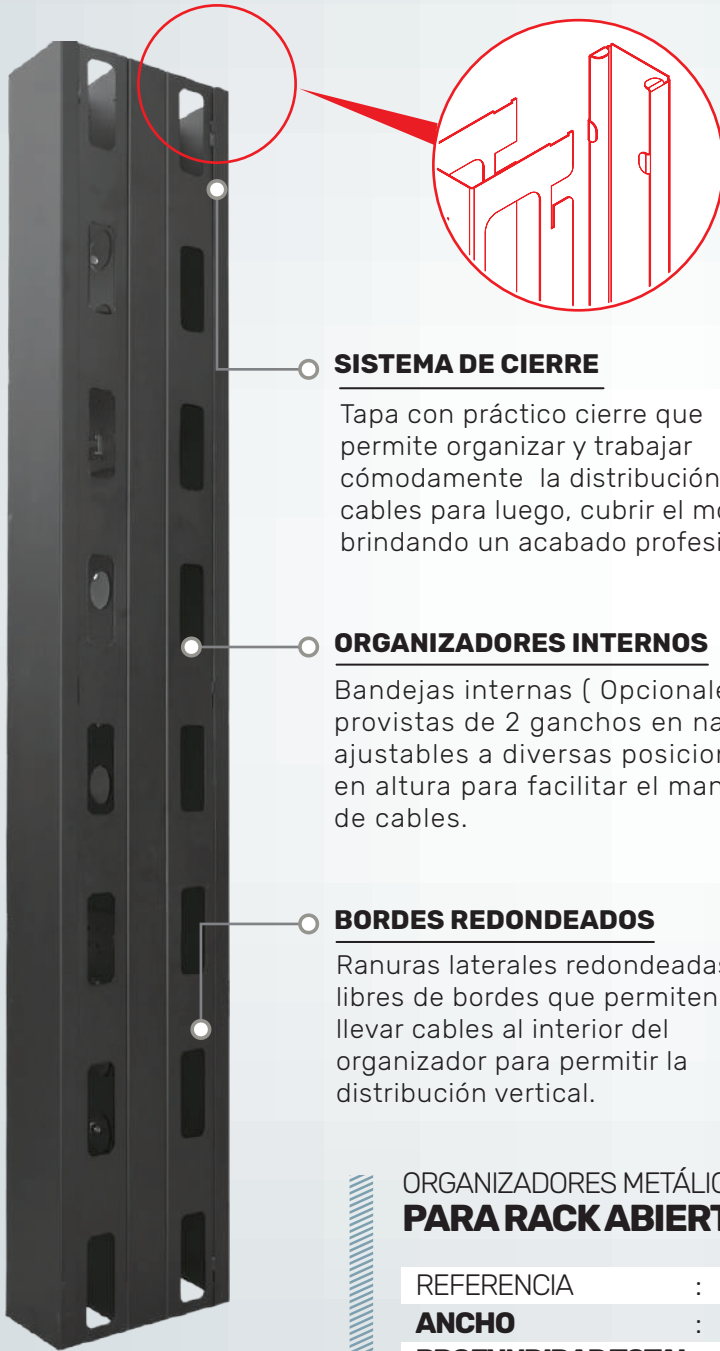 SISTEMA DE CIERRE
Tapa con práctico cierre que
permite organizar y trabajar
cómodamente la distribución
cables para luego, cubrir el
brindando un acabado
ORGANIZADORES INTERNOS
Bandejas internas (
provistas de 2 ganchos en
ajustables a diversas
en altura para facilitar el
de cables.
BORDES REDONDEADOS
Ranuras laterales redondeadas
libres de bordes que permiten
llevar cables al interior del
organizador para permitir la
distribución vertical.
ORGANIZADORES
PARA RACK
REFERENCIA :
ANCHO :
PROFUNDIDAD TOTAL